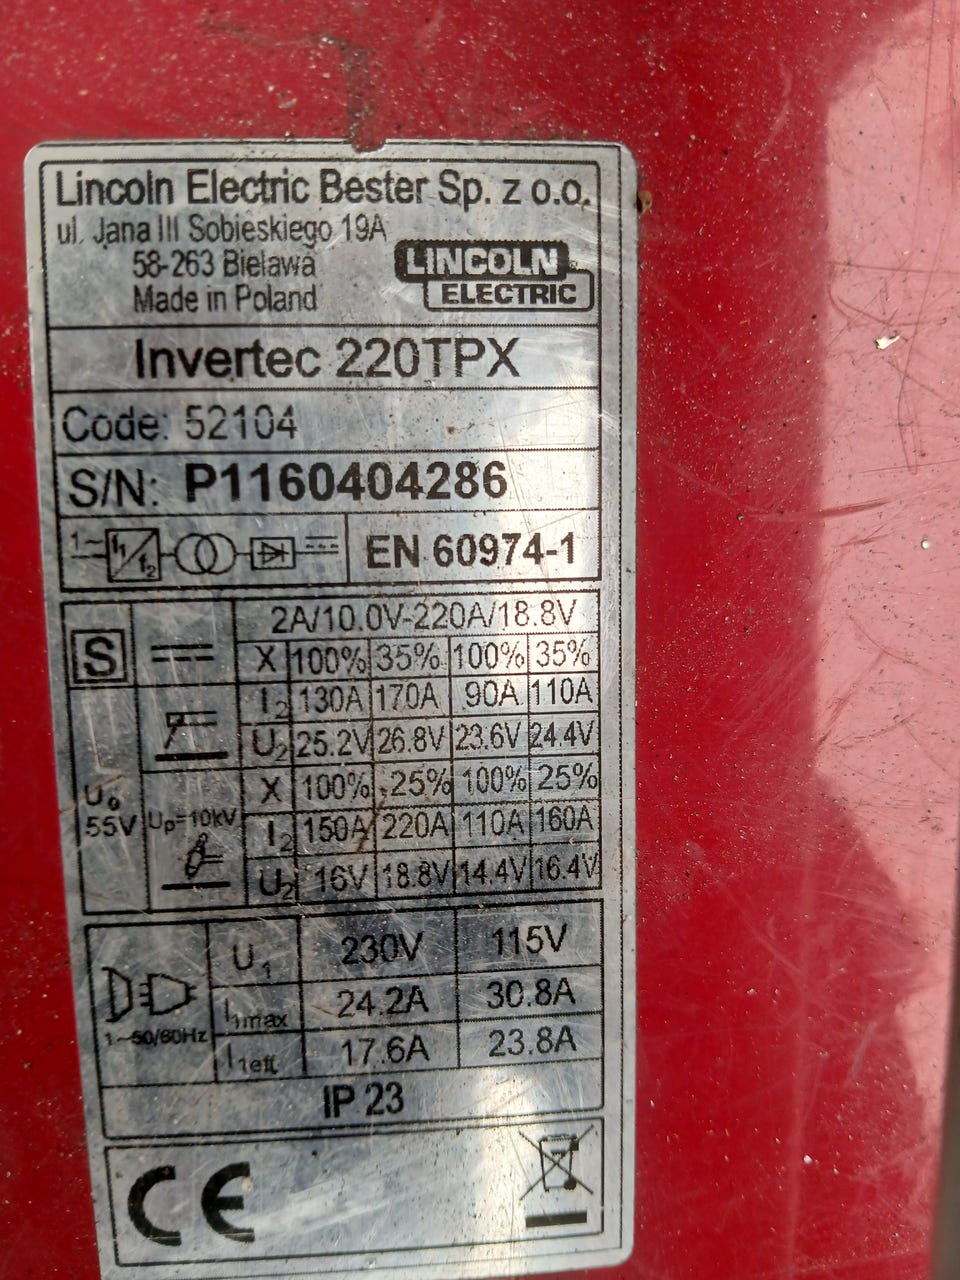 Lincoln Electric Bester Sp. z o.o.
ul. Jana III Sobieskiego 19A
58-263 Bielawa
Made in Poland
LINCOLN
ELECTRIC
Invertec 220TPX
Code: 52104
S/N: P1160404286
1~ f1 f2 EN 60974-1
2A/10.0V-220A/18.8V
S X 100% 35% 100% 35%
I2 130A 170A 90A 110A
U2 25.2V 26.8V 23.6V 24.4V
X 100% 25% 100% 25%
U0 55V Up=10kV I2 150A 220A 110A 160A
U2 16V 18.8V 14.4V 16.4V
U1 230V 115V
I1max 24.2A 30.8A
1~50/60Hz I1eff 17.6A 23.8A
IP 23
CE